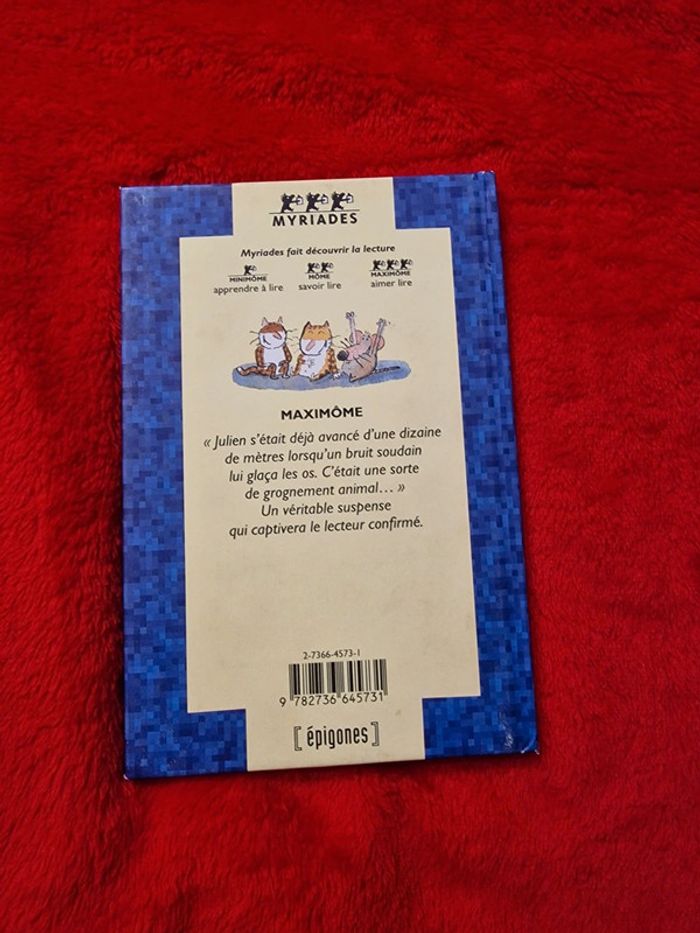 MYRIADES
Myriades fait découvrir la lecture
MINIMÔME MÔME MAXIMÔME
apprendre à lire savoir lire aimer lire
MAXIMÔME
« Julien s'était déjà avancé d'une dizaine
de mètres lorsqu'un bruit soudain
lui glaça les os. C'était une sorte
de grognement animal... »
Un véritable suspense
qui captivera le lecteur confirmé.
2-7366-4573-1
9 782736 645731
[épigones]